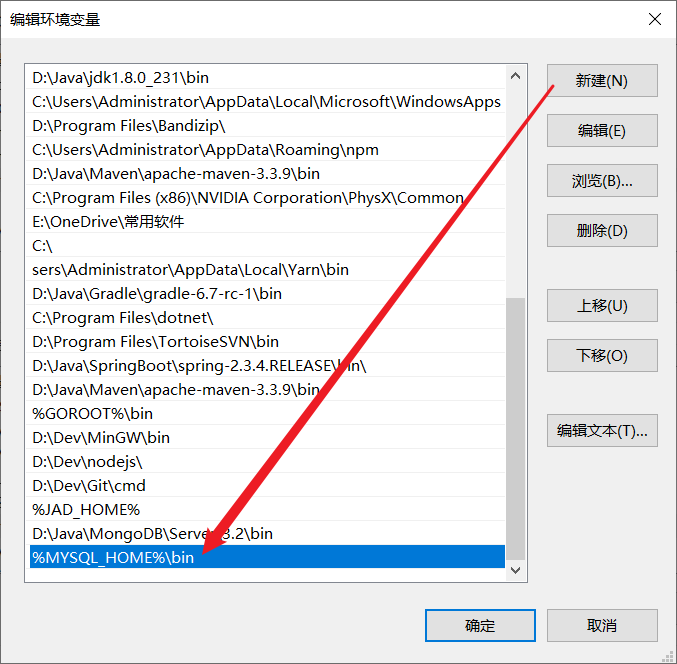 编辑环境变量
D:\Java\jdk1.8.0_231\bin
C:\Users\Administrator\AppData\Local\Microsoft\WindowsApps
D:\Program Files\Bandizip\
C:\Users\Administrator\AppData\Roaming\npm
D:\Java\Maven\apache-maven-3.3.9\bin
C:\Program Files (x86)\NVIDIA Corporation\PhysX\Common
E:\OneDrive\常用软件
C:\
sers\Administrator\AppData\Local\Yarn\bin
D:\Java\Gradle\gradle-6.7-rc-1\bin
C:\Program Files\dotnet\
D:\Program Files\TortoiseSVN\bin
D:\Java\SpringBoot\spring-2.3.4.RELEASE\bin\
D:\Java\Maven\apache-maven-3.3.9\bin
%GOROOT%\bin
D:\Dev\MinGW\bin
D:\Dev\nodejs\
D:\Dev\Git\cmd
%JAD_HOME%
D:\Java\MongoDB\Server\3.2\bin
%MYSQL_HOME%\bin
新建(N)
编辑(E)
浏览(B)...
删除(D)
上移(U)
下移(O)
编辑文本(T)...
确定
取消